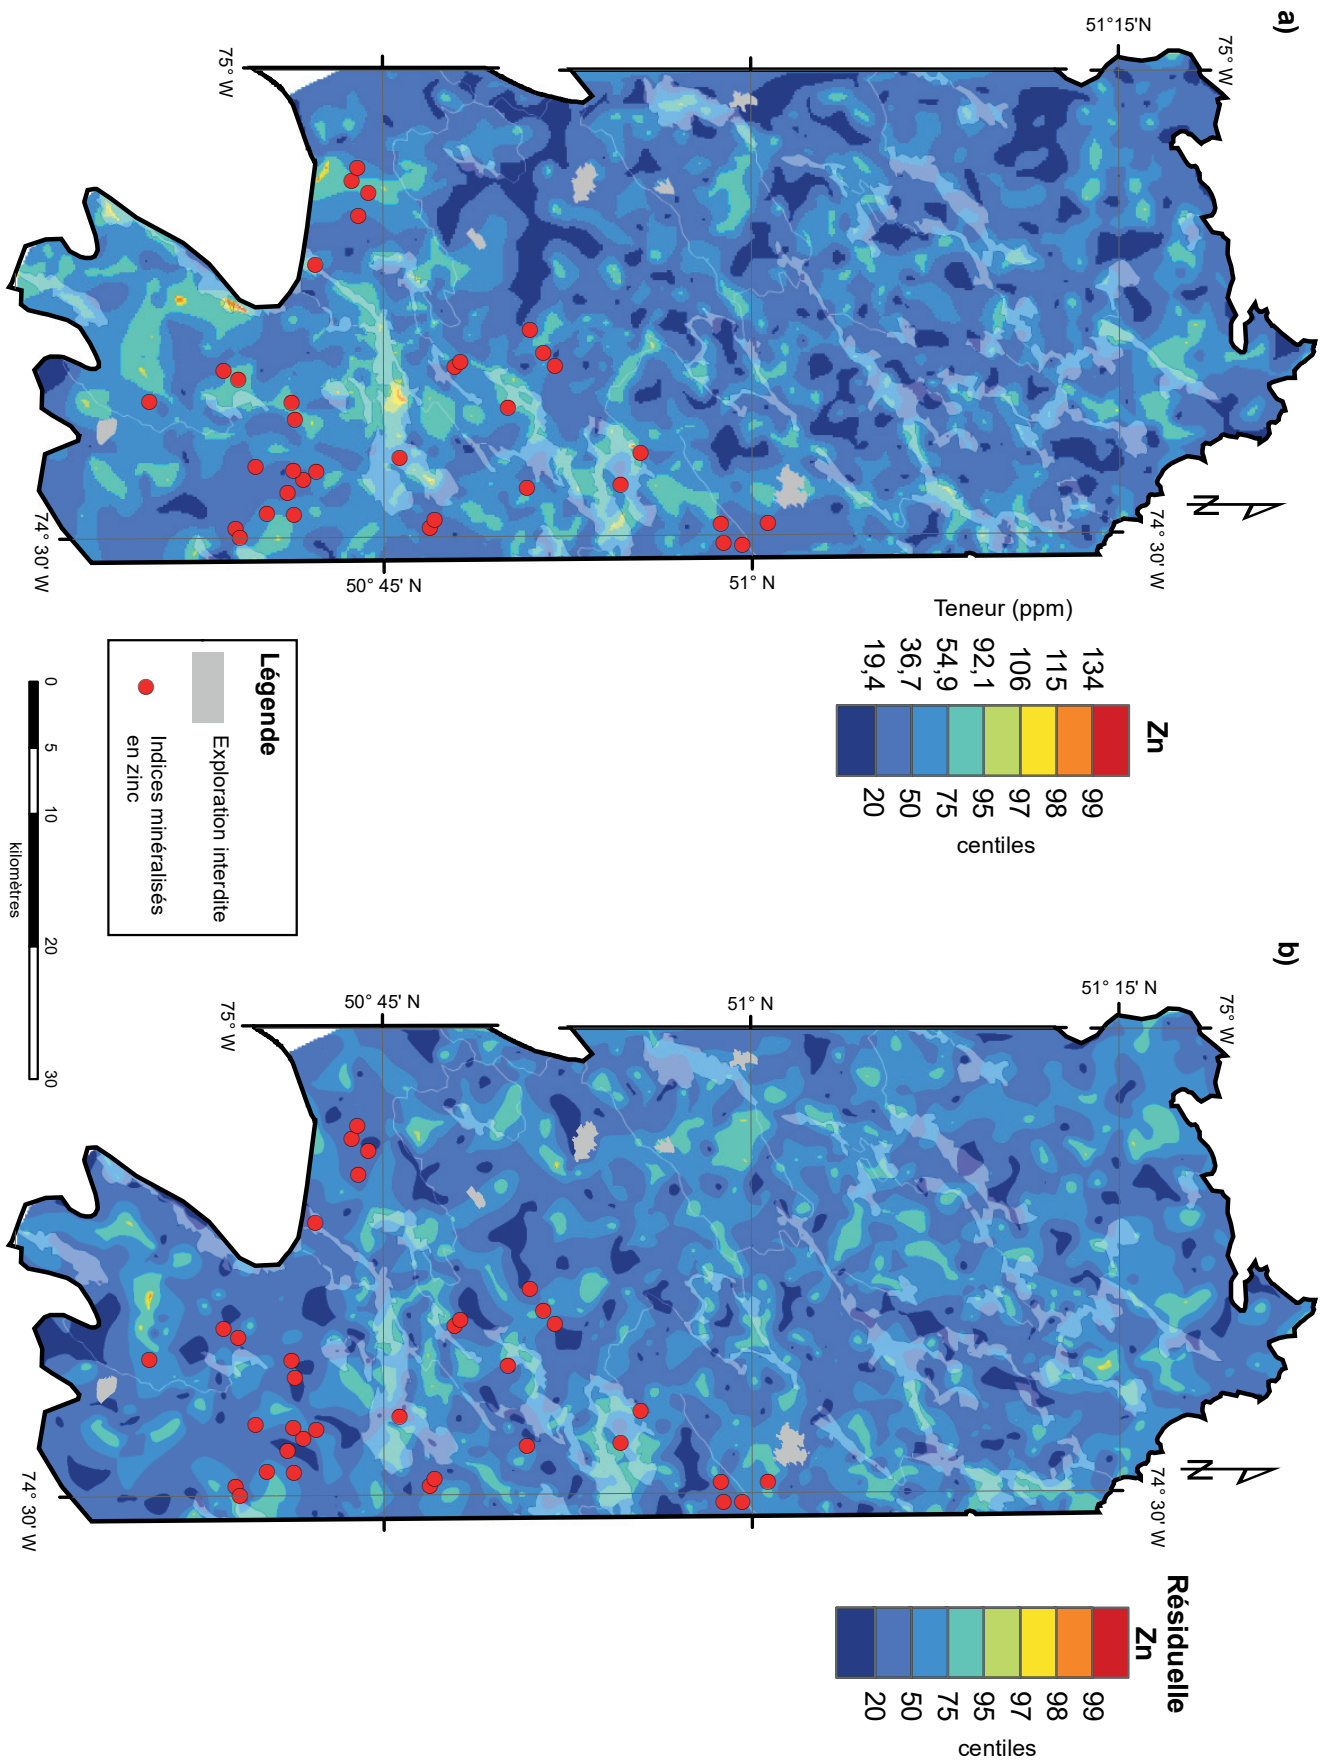 a)
51°15'N
75° W
75° W
74° 30' W
74° 30' W
50° 45' N
51° N
N
Teneur (ppm)
Zn
134
115
106
92,1
54,9
36,7
19,4
99
98
97
95
75
50
20
centiles
Légende
Exploration interdite
Indices minéralisés
en zinc
0
5
10
20
30
kilomètres
b)
50° 45' N
51° N
51° 15' N
75° W
75° W
74° 30' W
74° 30' W
N
Résiduelle
Zn
99
98
97
95
75
50
20
centiles